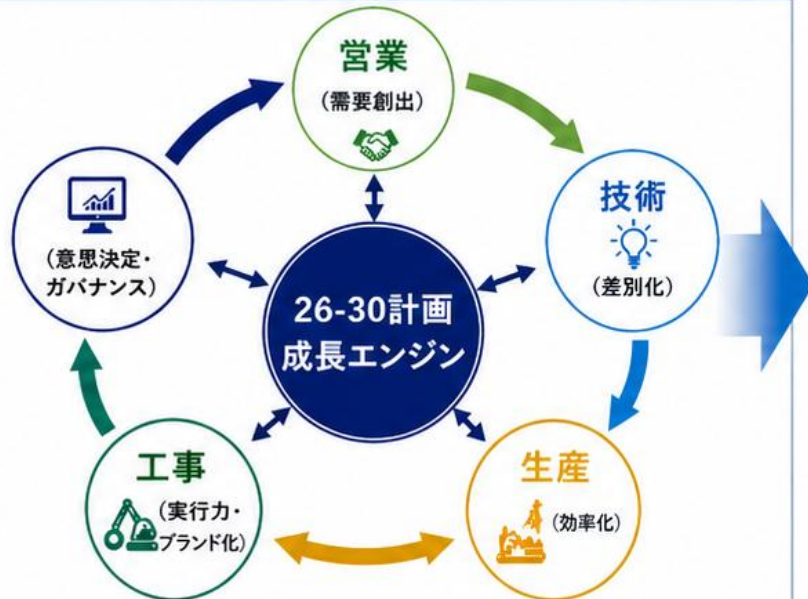 営業
(需要創出)
技術
(差別化)
(意思決定・
ガバナンス)
26-30計画
成長エンジン
工事
(実行力・
ブランド化)
生産
(効率化)